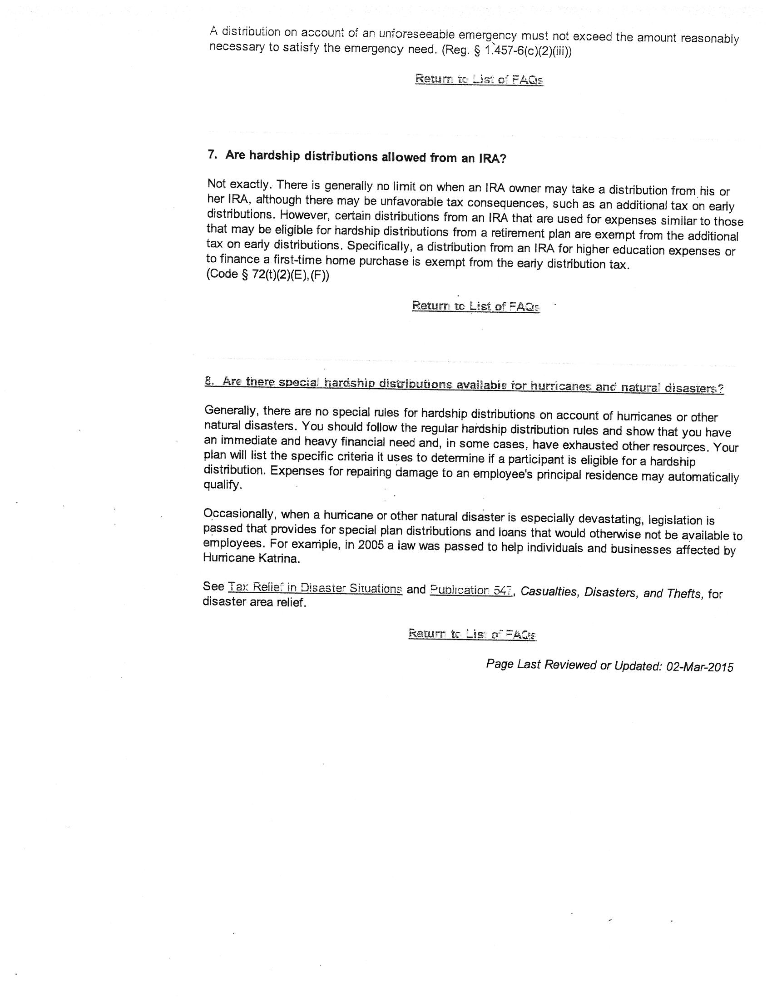 A distribution on account of an unforeseeable emergency must not exceed the amount reasonably
necessary to satisfy the emergency need. (Reg. § 1.457-6(c)(2)(iii))
Return to List of FAQs
7. Are hardship distributions allowed from an IRA?
Not exactly. There is generally no limit on when an IRA owner may take a distribution from his or
her IRA, although there may be unfavorable tax consequences, such as an additional tax on early
distributions. However, certain distributions from an IRA that are used for expenses similar to those
that may be eligible for hardship distributions from a retirement plan are exempt from the additional
tax on early distributions. Specifically, a distribution from an IRA for higher education expenses or
to finance a first-time home purchase is exempt from the early distribution tax.
(Code § 72(t)(2)(E),(F))
Return to List of FAQs
8. Are there special hardship distributions available for hurricanes and natural disasters?
Generally, there are no special rules for hardship distributions on account of hurricanes or other
natural disasters. You should follow the regular hardship distribution rules and show that you have
an immediate and heavy financial need and, in some cases, have exhausted other resources. Your
plan will list the specific criteria it uses to determine if a participant is eligible for a hardship
distribution. Expenses for repairing damage to an employee's principal residence may automatically
qualify.
Occasionally, when a hurricane or other natural disaster is especially devastating, legislation is
passed that provides for special plan distributions and loans that would otherwise not be available to
employees. For example, in 2005 a law was passed to help individuals and businesses affected by
Hurricane Katrina.
See Tax Relief in Disaster Situations and Publication 547, Casualties, Disasters, and Thefts, for
disaster area relief.
Return to List of FAQs
Page Last Reviewed or Updated: 02-Mar-2015